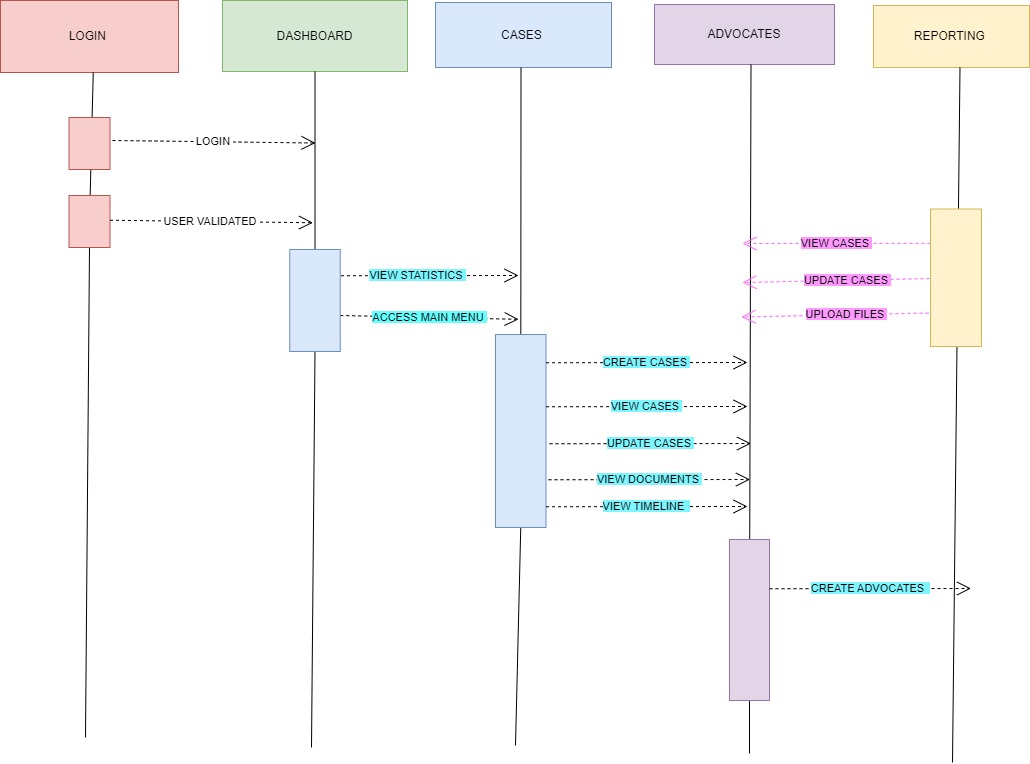 LOGIN
DASHBOARD
CASES
ADVOCATES
REPORTING
LOGIN
USER VALIDATED
VIEW CASES
VIEW STATISTICS
UPDATE CASES
ACCESS MAIN MENU
UPLOAD FILES
CREATE CASES
VIEW CASES
UPDATE CASES
VIEW DOCUMENTS
VIEW TIMELINE
CREATE ADVOCATES